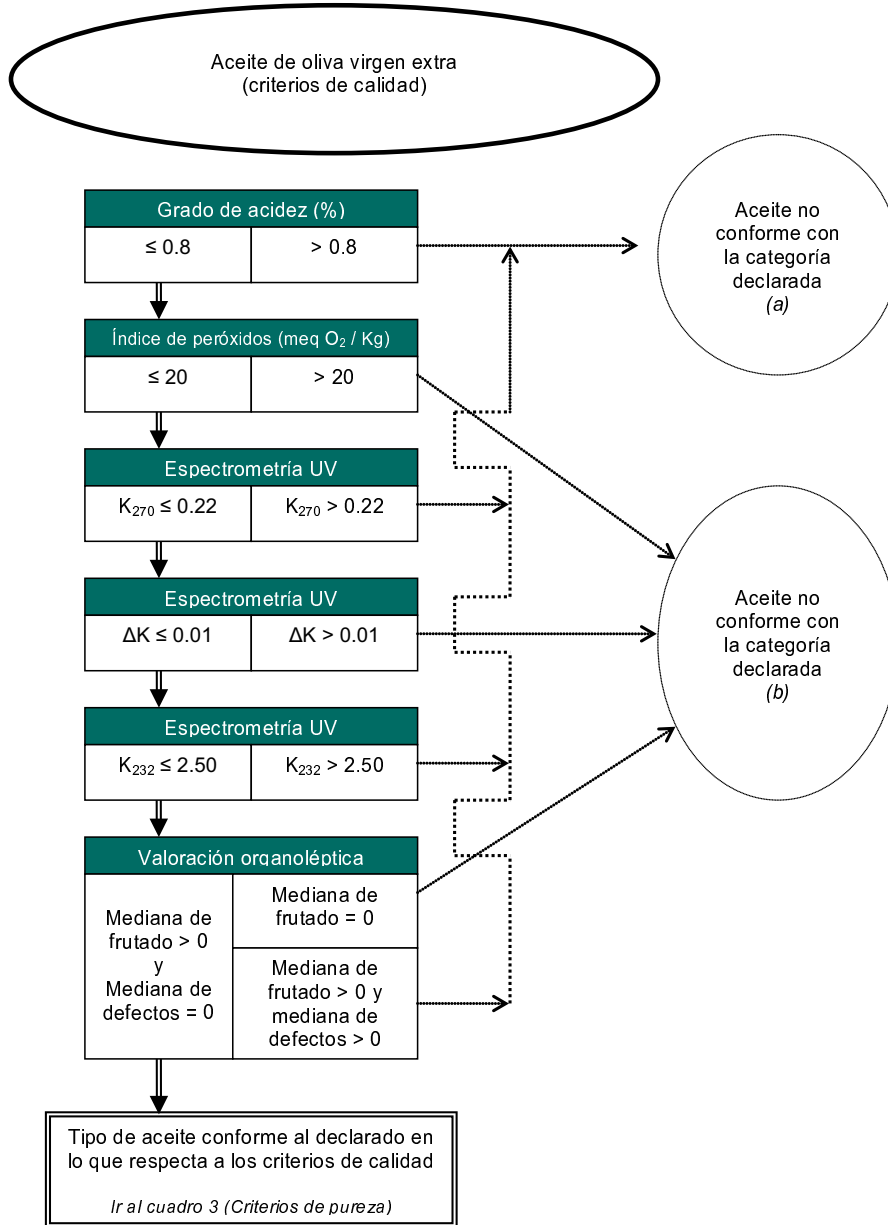 Aceite de oliva virgen extra
(criterios de calidad)
Grado de acidez (%)
≤ 0.8
> 0.8
Aceite no
conforme con
la categoría
declarada
(a)
Índice de peróxidos (meq O₂ / Kg)
≤ 20
> 20
Espectrometría UV
K₂₇₀ ≤ 0.22
K₂₇₀ > 0.22
Espectrometría UV
ΔK ≤ 0.01
ΔK > 0.01
Aceite no
conforme con
la categoría
declarada
(b)
Espectrometría UV
K₂₃₂ ≤ 2.50
K₂₃₂ > 2.50
Valoración organoléptica
Mediana de
frutado > 0
y
Mediana de
defectos = 0
Mediana de
frutado = 0
Mediana de
frutado > 0 y
mediana de
defectos > 0
Tipo de aceite conforme al declarado en
lo que respecta a los criterios de calidad
Ir al cuadro 3 (Criterios de pureza)